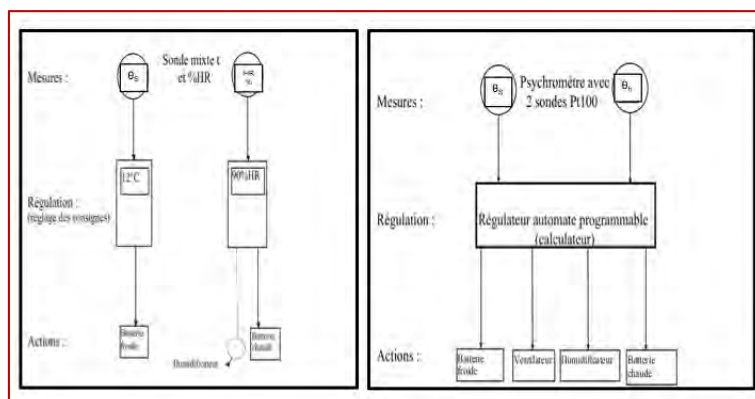 Sonde mixte t
et %HR
Mesures :
θs
12°C
90%HR
Régulation :
(réglage des consignes)
Actions :
Batterie
froide
Humidificateur
Batterie
chaude
Mesures :
θs
Psychromètre avec
2 sondes Pt100
θh
Régulation :
Régulateur automate programmable
(calculateur)
Actions :
Batterie
froide
Ventilateur
Humidificateur
Batterie
chaude